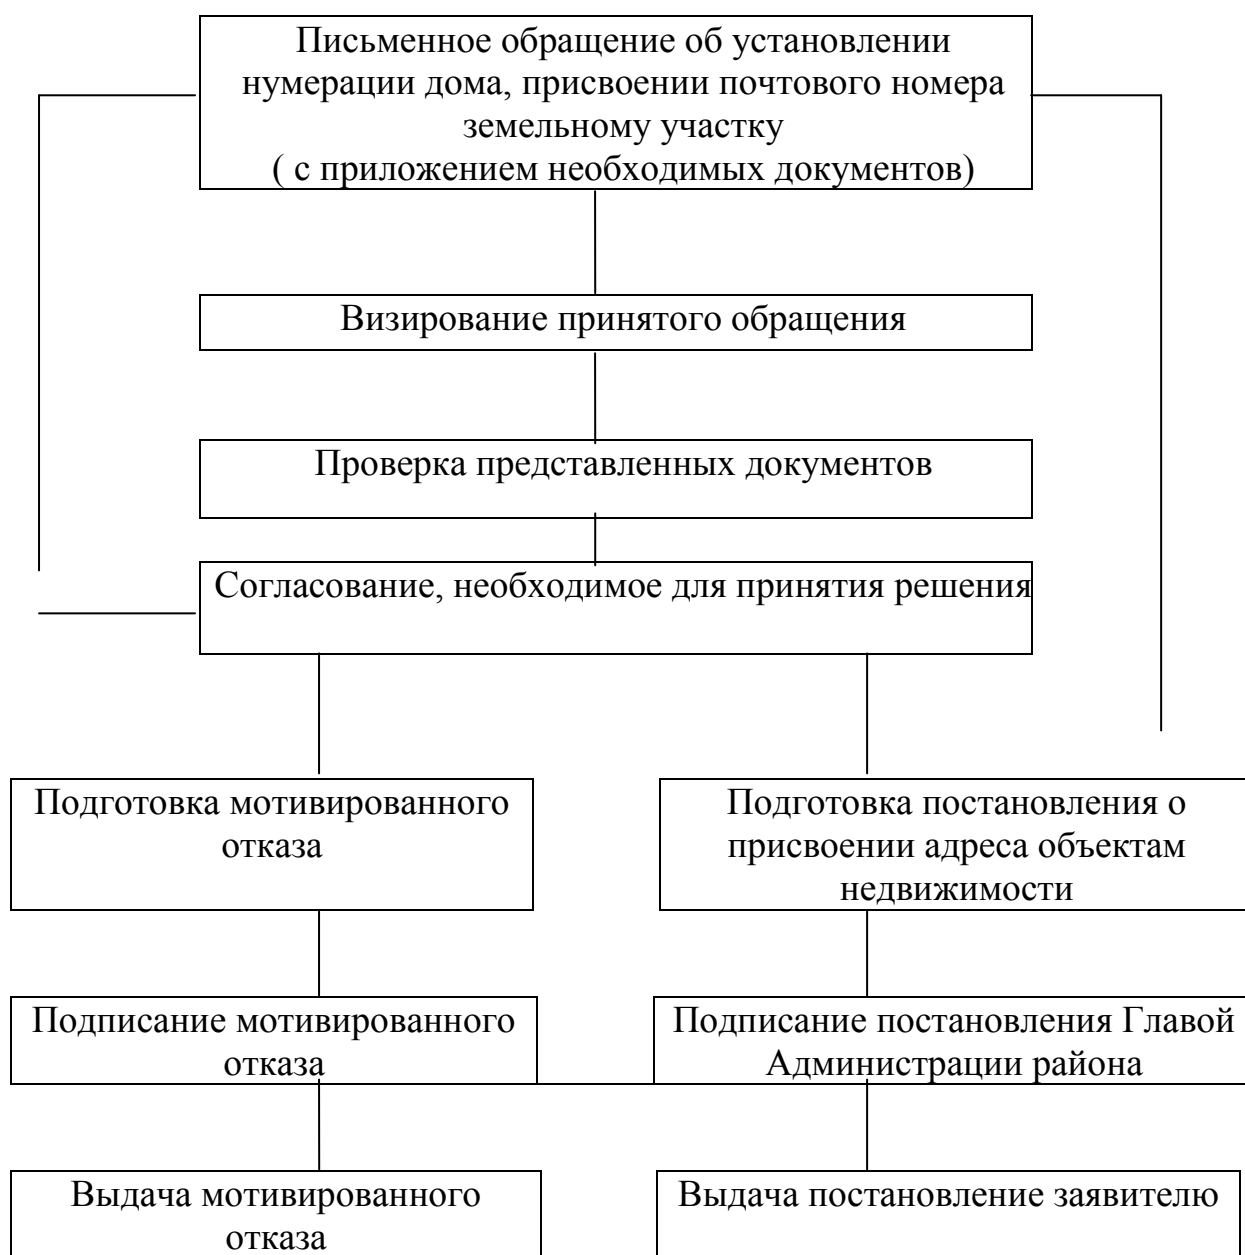 Письменное обращение об установлении
нумерации дома, присвоении почтового номера
земельному участку
( с приложением необходимых документов)
Визирование принятого обращения
Проверка представленных документов
Согласование, необходимое для принятия решения
Подготовка мотивированного
отказа
Подготовка постановления о
присвоении адреса объектам
недвижимости
Подписание мотивированного
отказа
Подписание постановления Главой
Администрации района
Выдача мотивированного
отказа
Выдача постановление заявителю